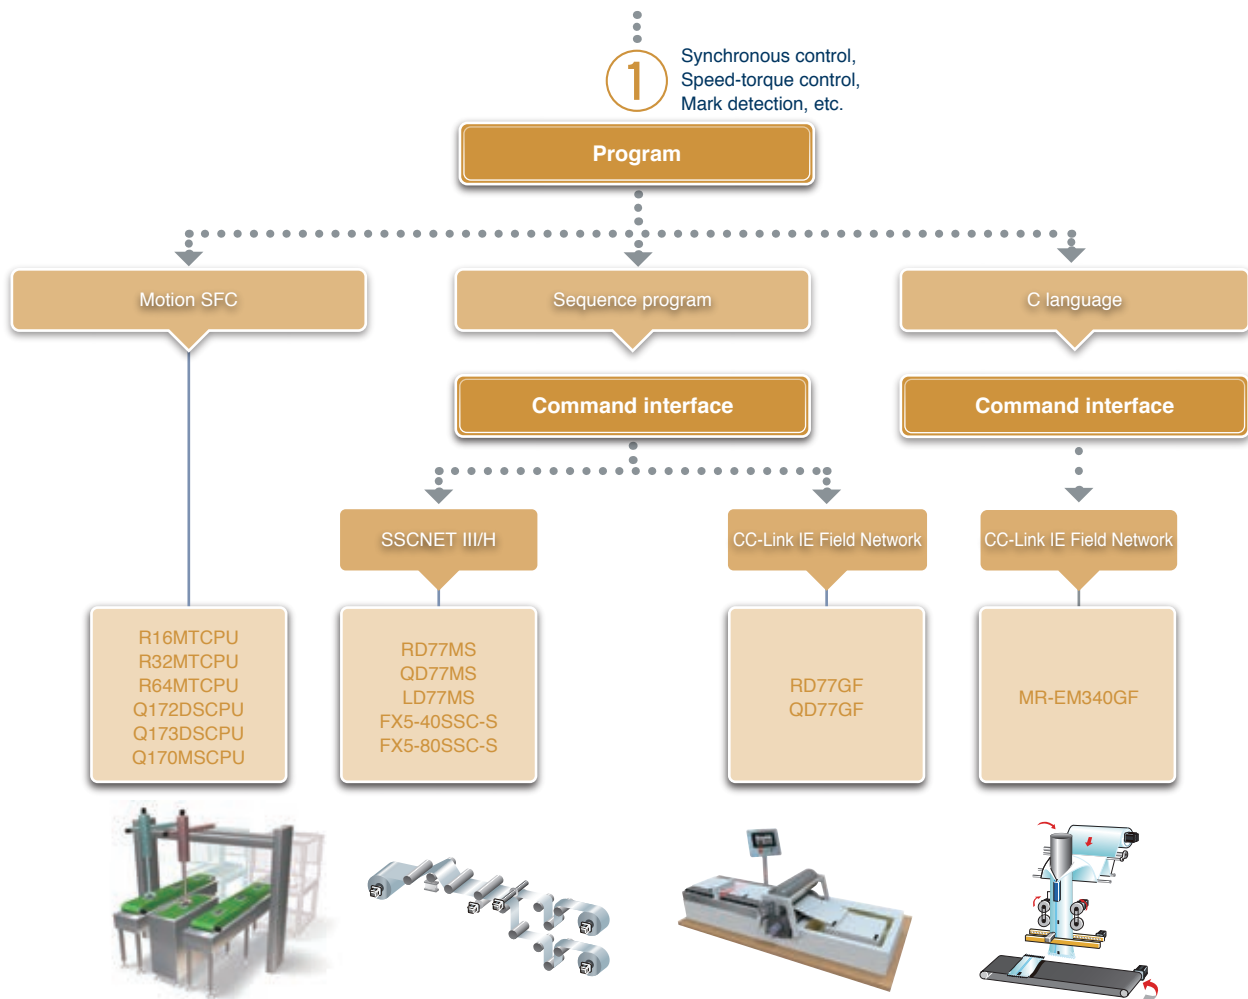 1
Synchronous control,
Speed-torque control,
Mark detection, etc.
Program
Motion SFC
Sequence program
C language
Command interface
Command interface
SSCNET III/H
CC-Link IE Field Network
CC-Link IE Field Network
R16MTCPU
R32MTCPU
R64MTCPU
Q172DSCPU
Q173DSCPU
Q170MSCPU
RD77MS
QD77MS
LD77MS
FX5-40SSC-S
FX5-80SSC-S
RD77GF
QD77GF
MR-EM340GF